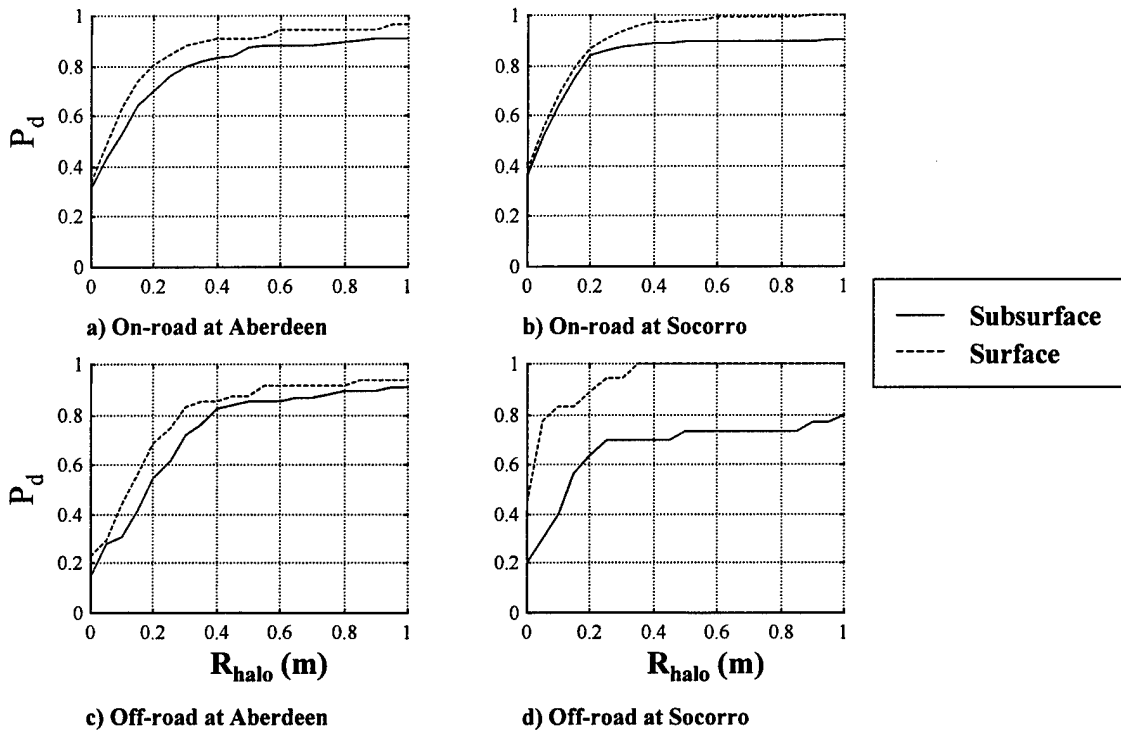 1
0.8
0.6
0.4
0.2
0
P_d
0 0.2 0.4 0.6 0.8 1
a) On-road at Aberdeen
1
0.8
0.6
0.4
0.2
0
0 0.2 0.4 0.6 0.8 1
b) On-road at Socorro
Subsurface
Surface
1
0.8
0.6
0.4
0.2
0
P_d
0 0.2 0.4 0.6 0.8 1
R_halo (m)
c) Off-road at Aberdeen
1
0.8
0.6
0.4
0.2
0
0 0.2 0.4 0.6 0.8 1
R_halo (m)
d) Off-road at Socorro